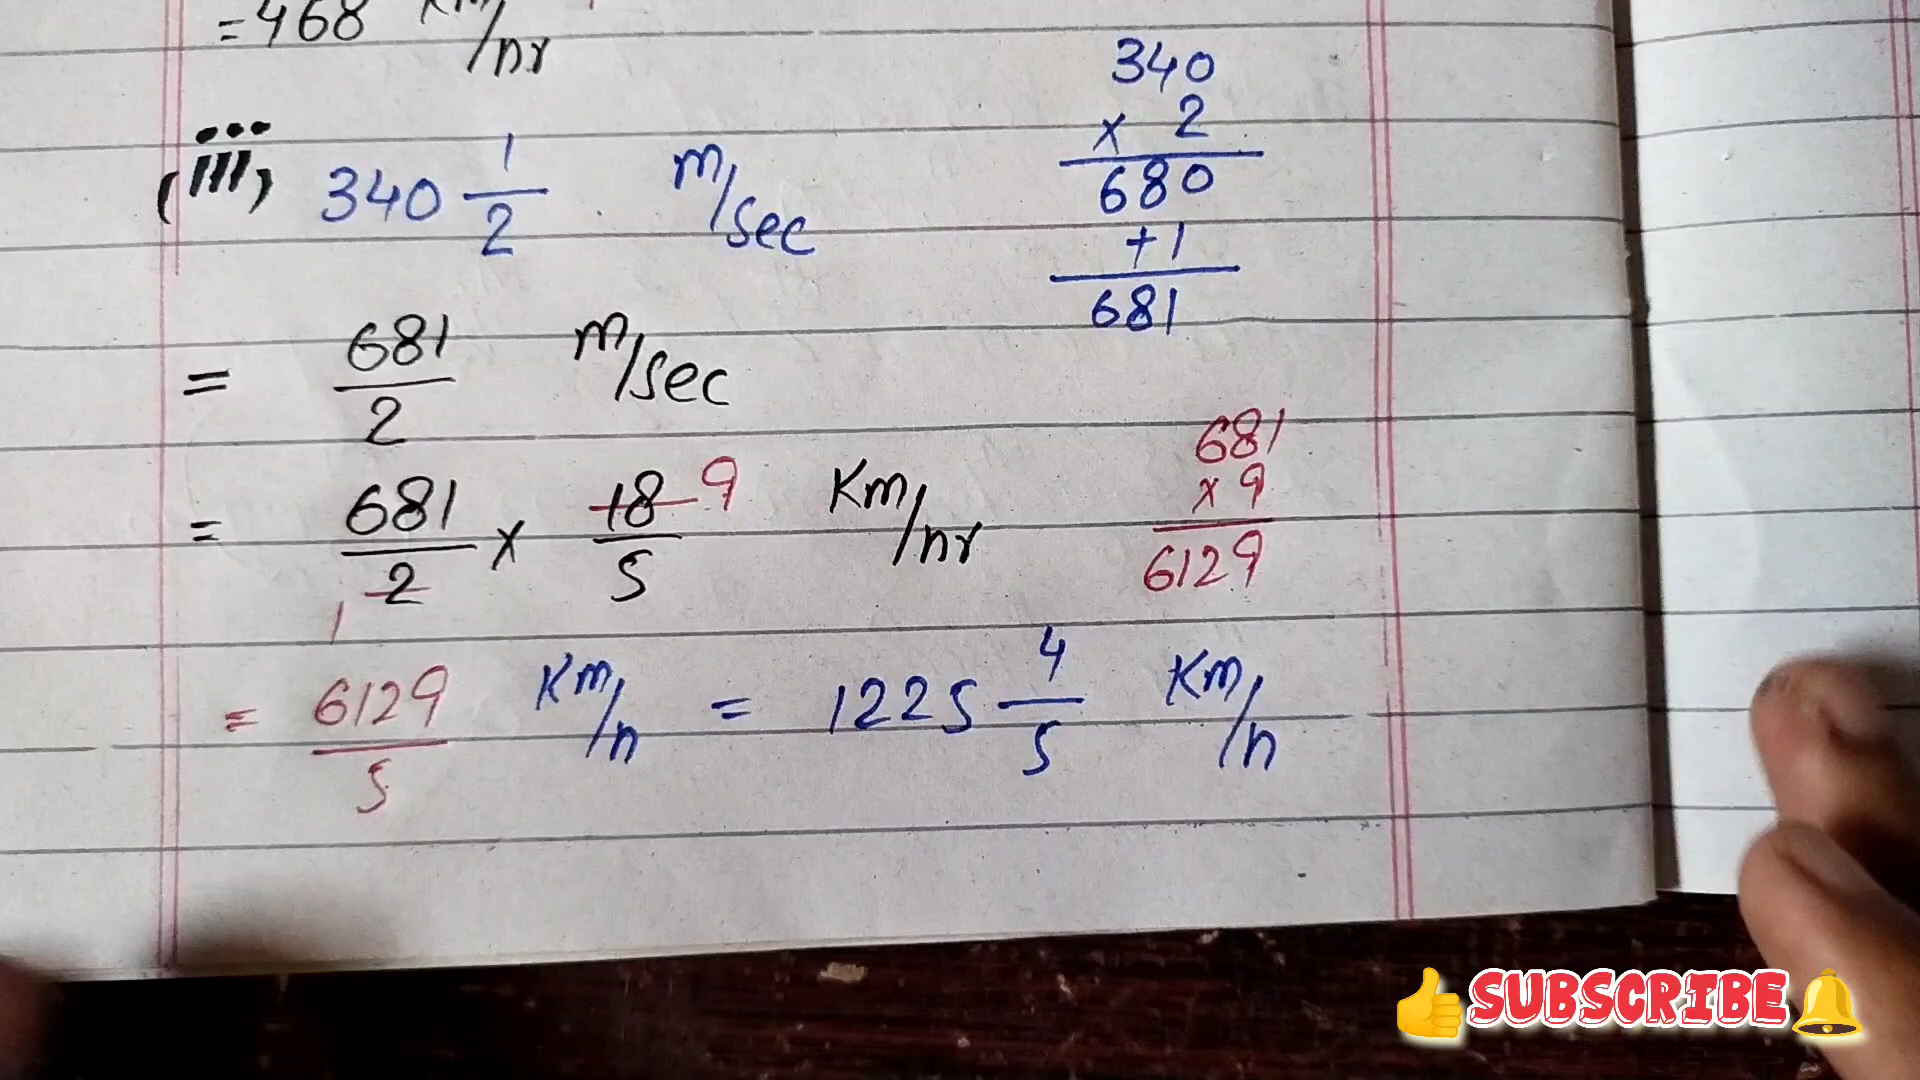 =468 Km/hr
(iii) 340 1/2 m/sec
340
x 2
680
+1
681
= 681/2 m/sec
= 681/2 x 18/5 9 Km/hr
1
681
x 9
6129
= 6129/5 Km/h = 1225 4/5 Km/h
SUBSCRIBE